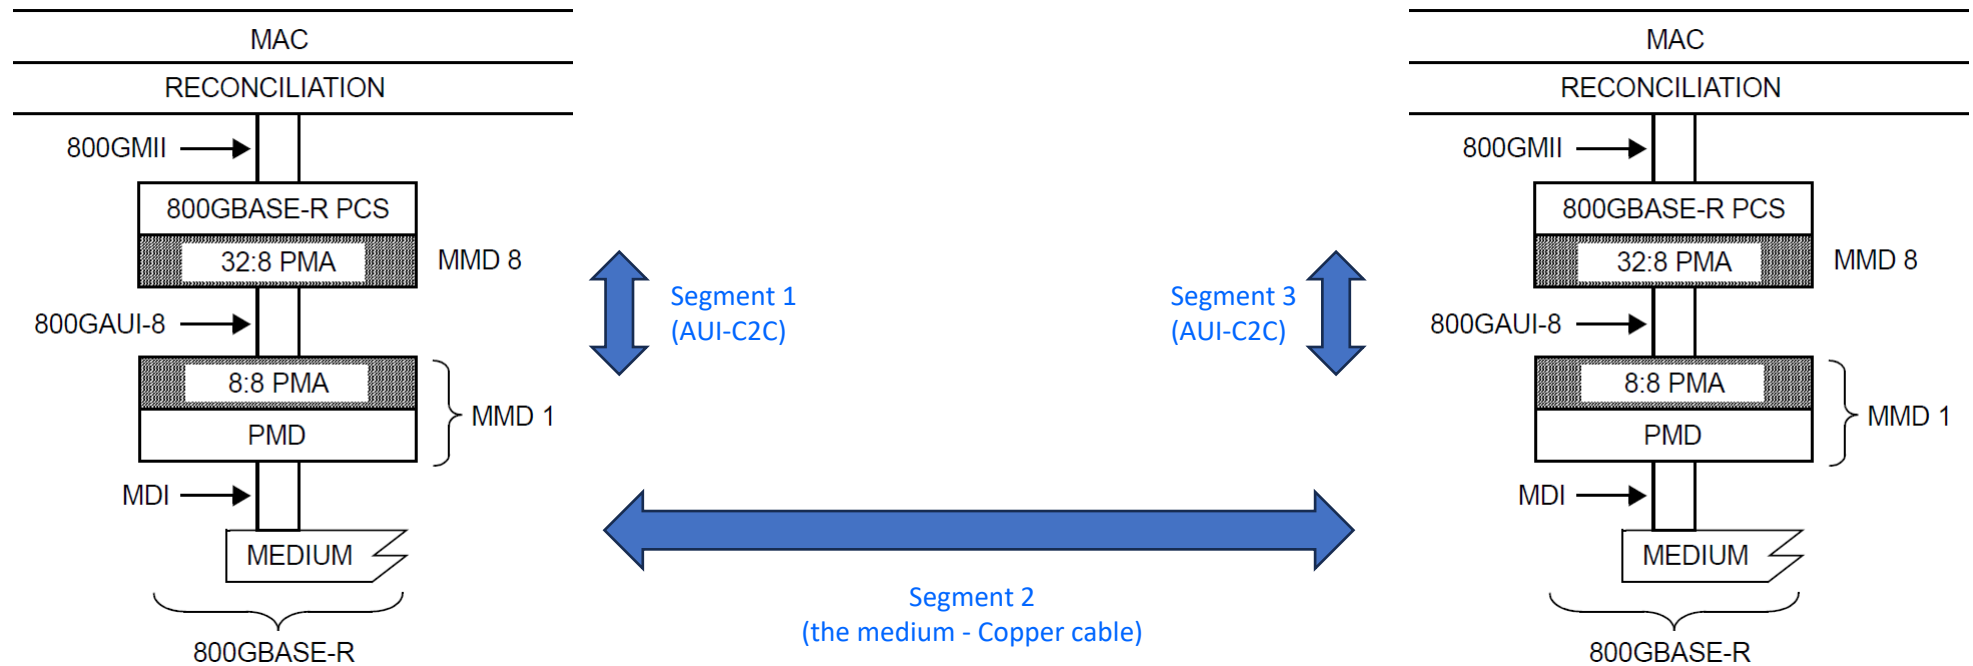 MAC
RECONCILIATION
800GMII
800GBASE-R PCS
32:8 PMA
MMD 8
800GAUI-8
8:8 PMA
PMD
MMD 1
MDI
MEDIUM
800GBASE-R
Segment 1
(AUI-C2C)
Segment 2
(the medium - Copper cable)
Segment 3
(AUI-C2C)
MAC
RECONCILIATION
800GMII
800GBASE-R PCS
32:8 PMA
MMD 8
800GAUI-8
8:8 PMA
PMD
MMD 1
MDI
MEDIUM
800GBASE-R